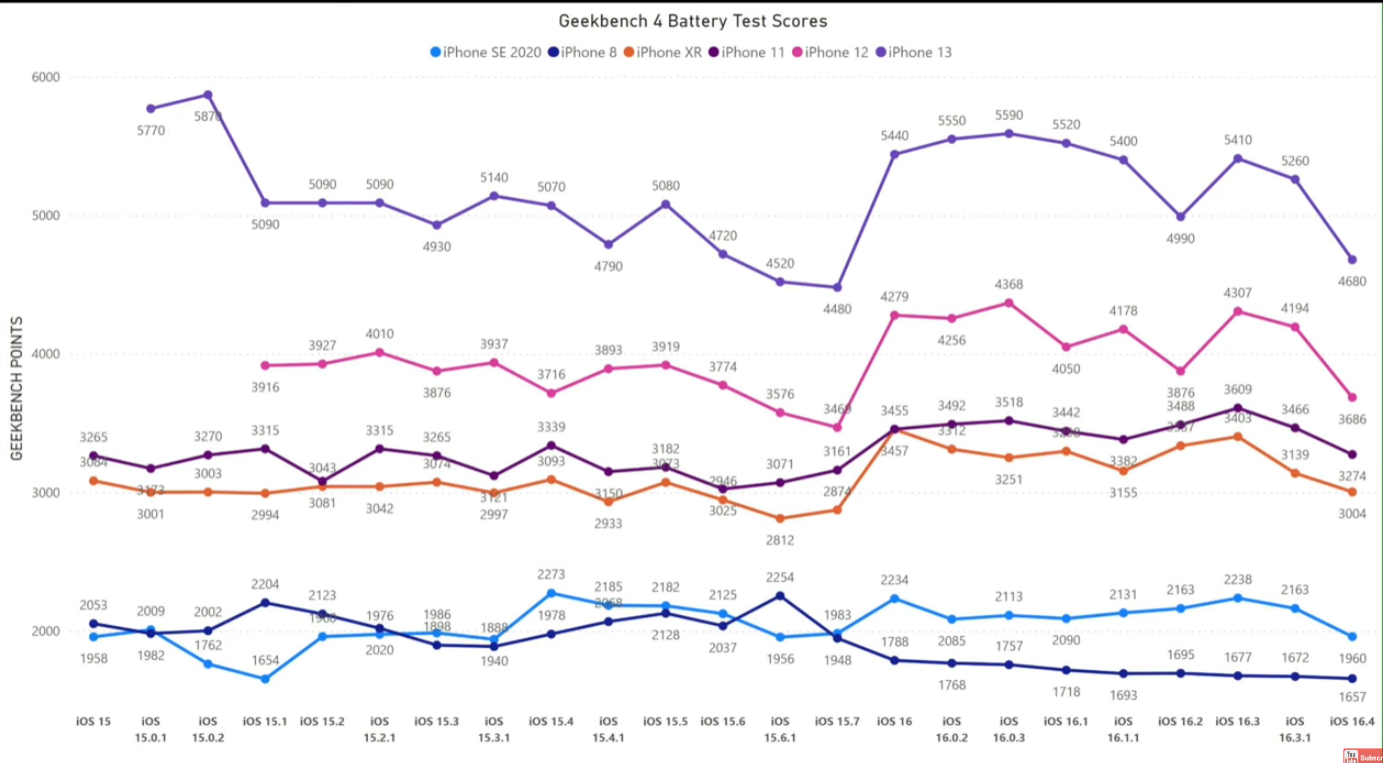 Geekbench 4 Battery Test Scores
iPhone SE 2020 iPhone 8 iPhone XR iPhone 11 iPhone 12 iPhone 13
GEEKBENCH POINTS
6000
5000
4000
3000
2000
5770 5870 5090 5090 5090 4930 5140 5070 4790 5080 4720 4520 4480 5440 5550 5590 5520 5400 4990 5410 5260 4680
3916 3927 4010 3876 3937 3716 3893 3919 3774 3576 3469 4279 4256 4368 4050 4178 3876 4307 4194 3686
3265 3173 3270 3315 3081 3315 3265 3121 3339 3150 3182 3025 3071 3161 3455 3492 3518 3442 3382 3488 3609 3466 3274
3084 3001 3003 2994 3043 3042 3074 2997 3093 2933 3073 2946 2812 2874 3457 3312 3251 3155 3403 3139 3004
1958 2009 1762 1654 1976 1986 1940 2273 2185 2182 2125 1956 1983 2234 2085 2113 2090 2131 2163 2238 2163 1960
2053 1982 2002 2204 2123 2020 1898 1888 1978 2068 2128 2037 2254 1948 1788 1768 1757 1718 1693 1695 1677 1672 1657
iOS 15 iOS 15.0.1 iOS 15.0.2 iOS 15.1 iOS 15.2 iOS 15.2.1 iOS 15.3 iOS 15.3.1 iOS 15.4 iOS 15.4.1 iOS 15.5 iOS 15.6 iOS 15.6.1 iOS 15.7 iOS 16 iOS 16.0.2 iOS 16.0.3 iOS 16.1 iOS 16.1.1 iOS 16.2 iOS 16.3 iOS 16.3.1 iOS 16.4
You
Subscr